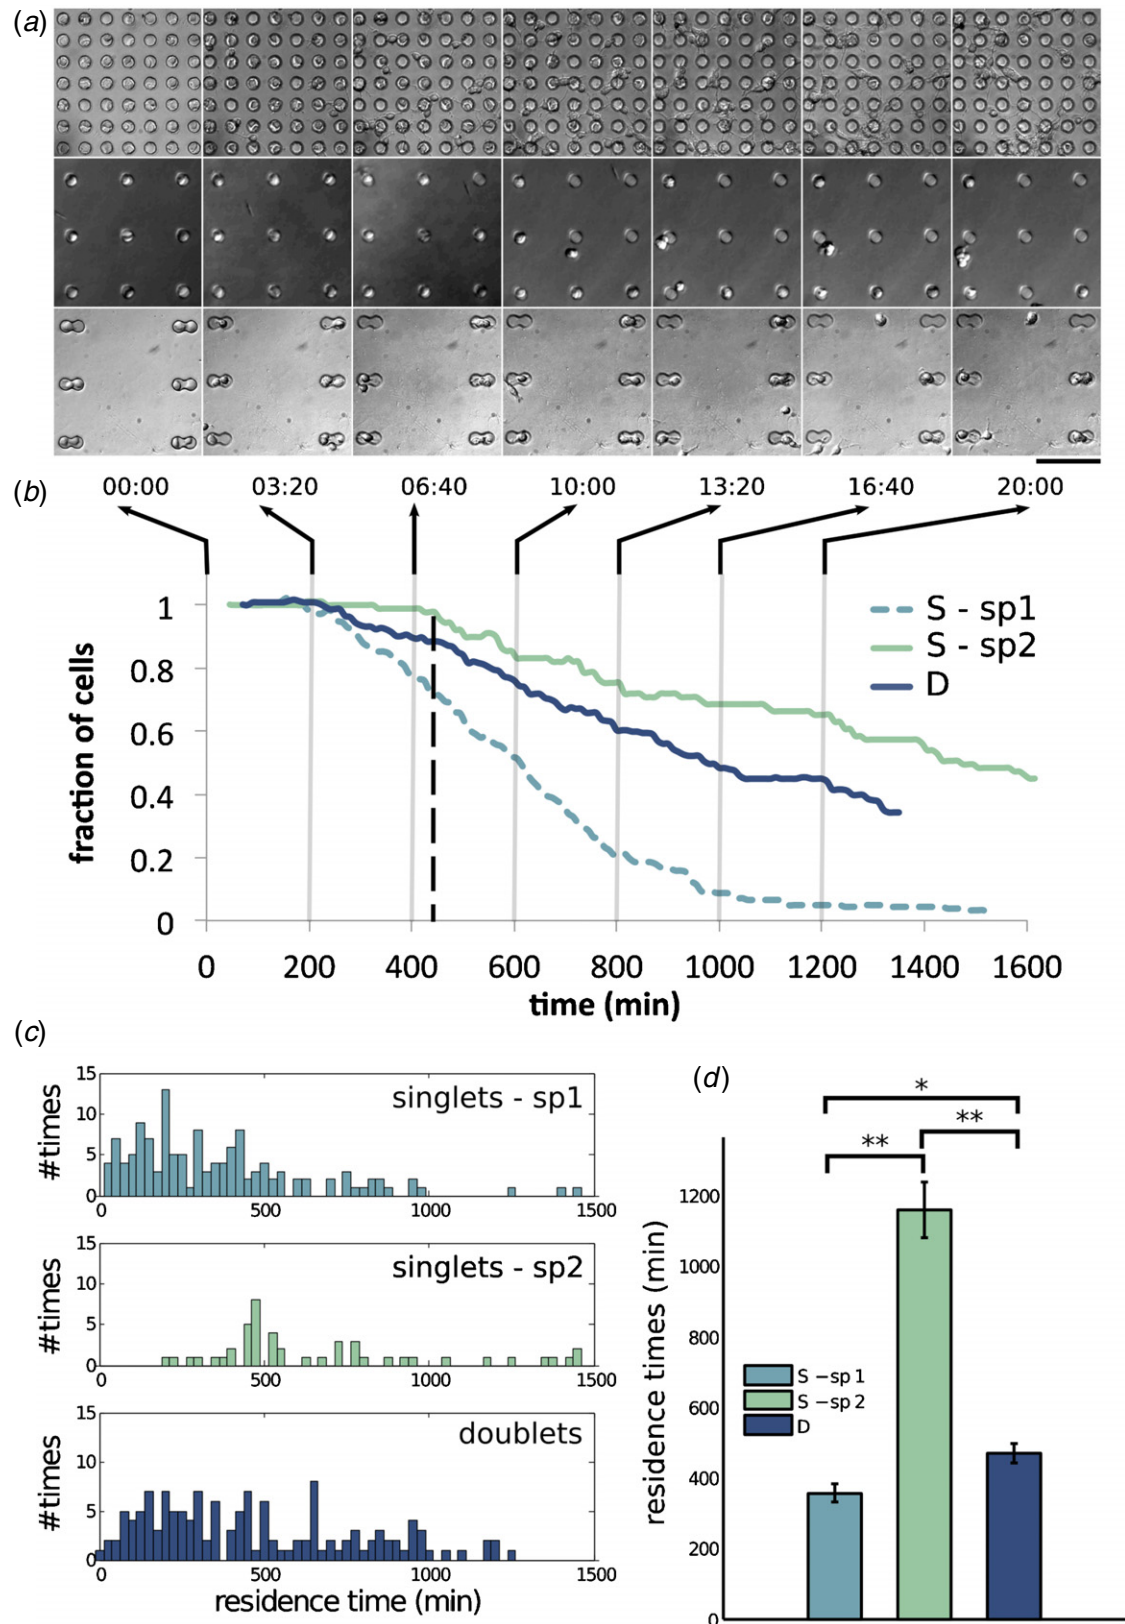 (a)
(b)
00:00 03:20 06:40 10:00 13:20 16:40 20:00
1
0.8
0.6
0.4
0.2
0
fraction of cells
S - sp1
S - sp2
D
0 200 400 600 800 1000 1200 1400 1600
time (min)
(c)
15
10
5
0
#times
singlets - sp1
0 500 1000 1500
15
10
5
0
#times
singlets - sp2
0 500 1000 1500
15
10
5
0
#times
doublets
0 500 1000 1500
residence time (min)
(d)
*
**
**
1200
1000
800
600
400
200
0
residence times (min)
S –sp 1
S –sp 2
D